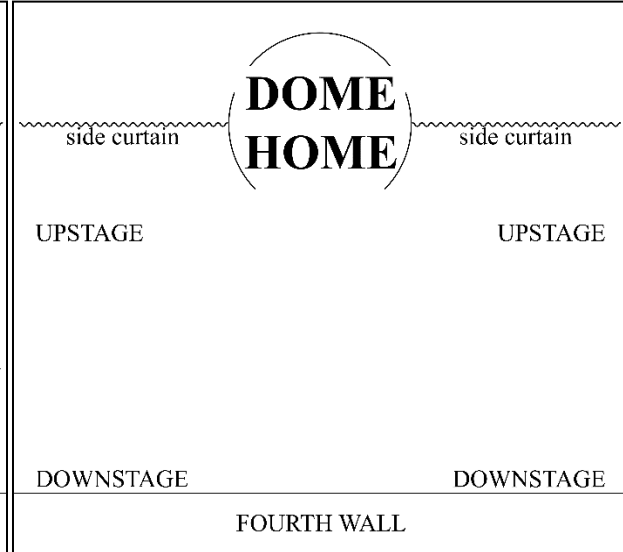 DOME
HOME
side curtain side curtain
UPSTAGE UPSTAGE
DOWNSTAGE DOWNSTAGE
FOURTH WALL